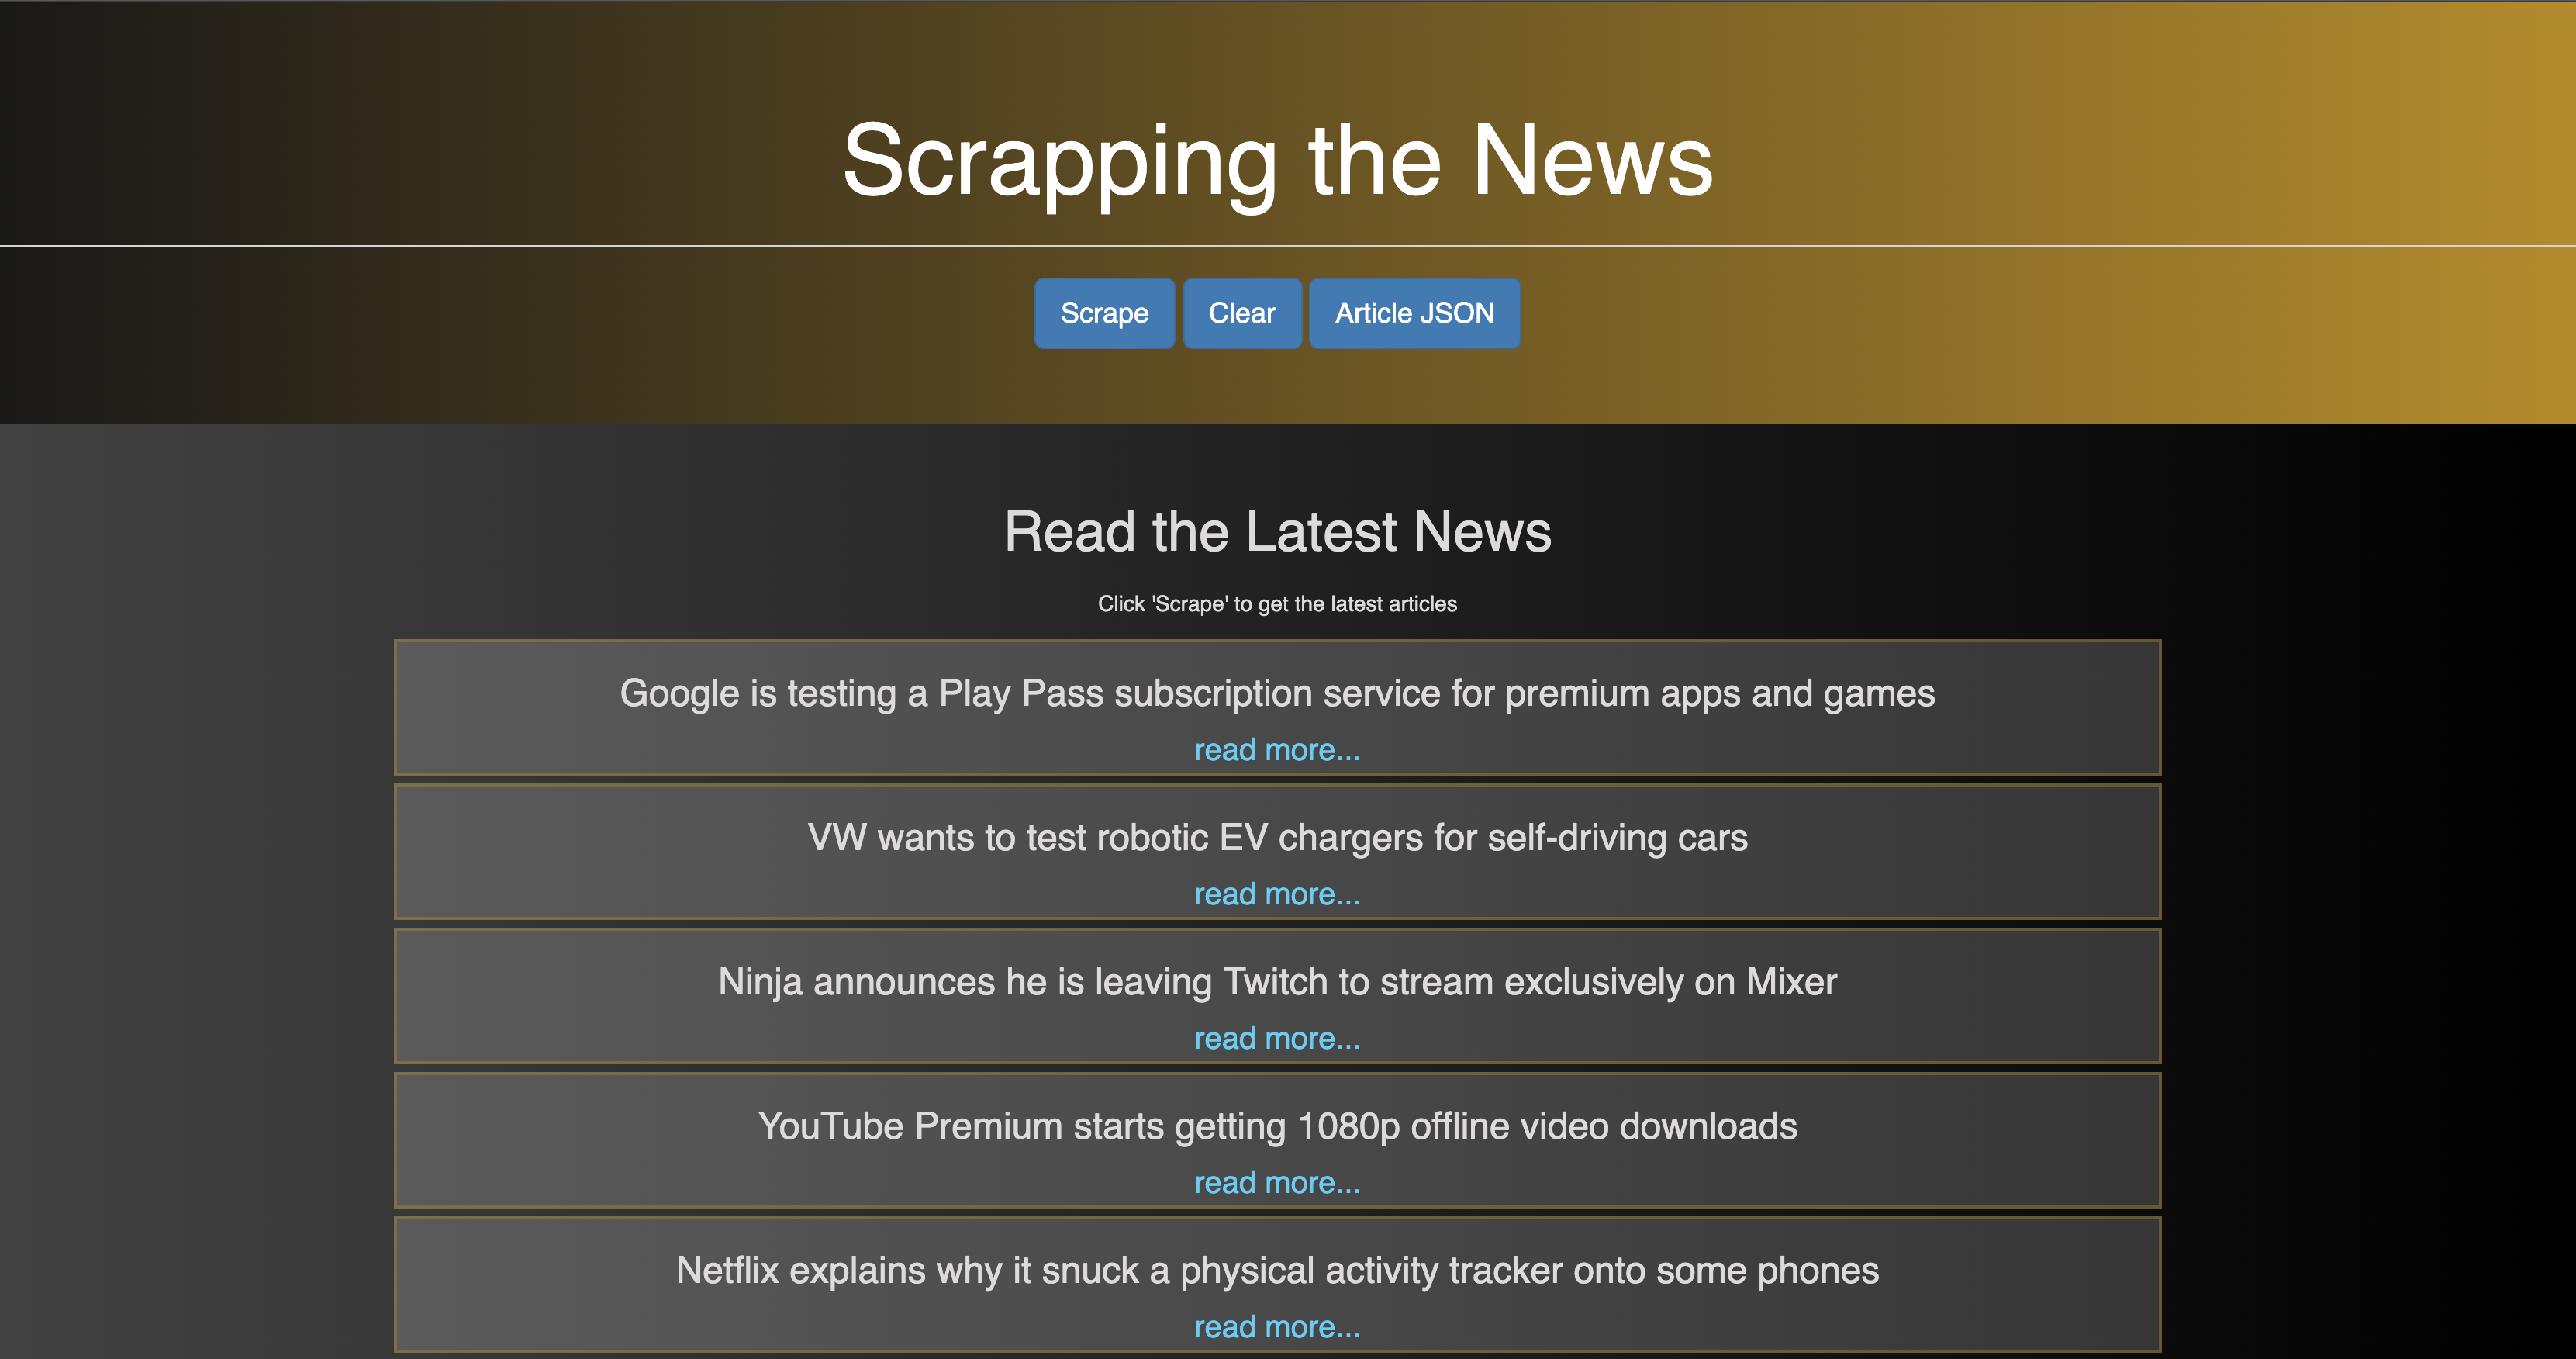 Scrapping the News
Scrape Clear Article JSON
Read the Latest News
Click 'Scrape' to get the latest articles
Google is testing a Play Pass subscription service for premium apps and games
read more...
VW wants to test robotic EV chargers for self-driving cars
read more...
Ninja announces he is leaving Twitch to stream exclusively on Mixer
read more...
YouTube Premium starts getting 1080p offline video downloads
read more...
Netflix explains why it snuck a physical activity tracker onto some phones
read more...